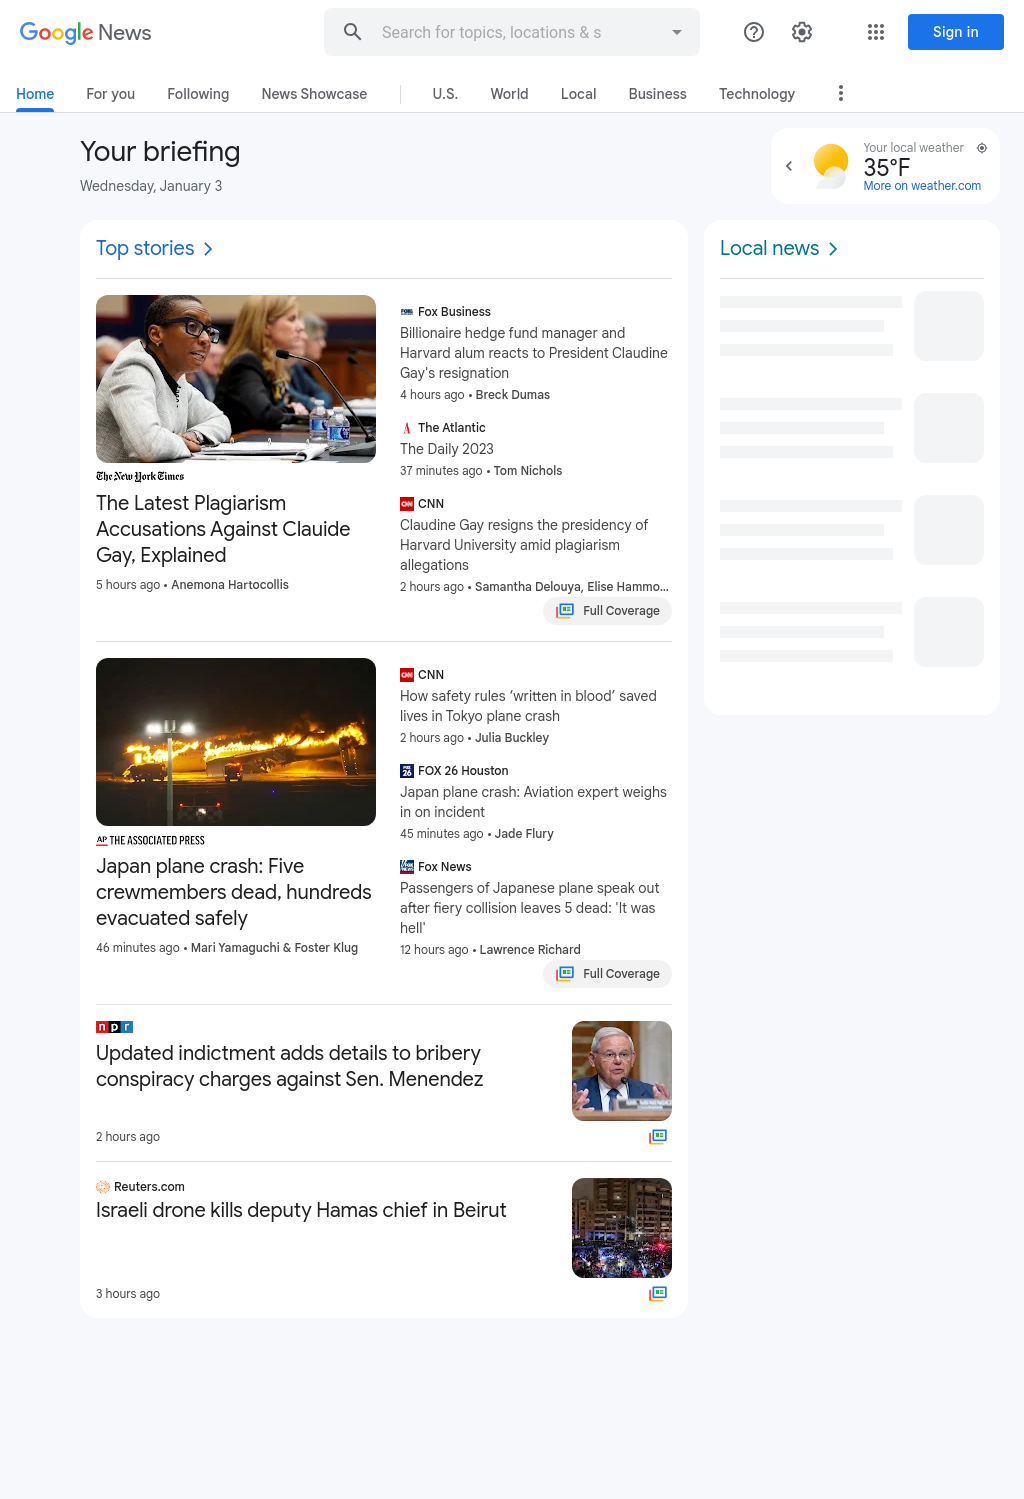 Google News
Search for topics, locations & s
Sign in
Home
For you
Following
News Showcase
U.S.
World
Local
Business
Technology
Your briefing
Wednesday, January 3
Your local weather
35°F
More on weather.com
Top stories
The New York Times
The Latest Plagiarism
Accusations Against Claudine
Gay, Explained
5 hours ago • Anemona Hartocollis
Fox Business
Billionaire hedge fund manager and
Harvard alum reacts to President Claudine
Gay's resignation
4 hours ago • Breck Dumas
The Atlantic
The Daily 2023
37 minutes ago • Tom Nichols
CNN
CNN
Claudine Gay resigns the presidency of
Harvard University amid plagiarism
allegations
2 hours ago • Samantha Delouya, Elise Hammo...
Full Coverage
AP THE ASSOCIATED PRESS
Japan plane crash: Five
crewmembers dead, hundreds
evacuated safely
46 minutes ago • Mari Yamaguchi & Foster Klug
CNN
CNN
How safety rules ‘written in blood’ saved
lives in Tokyo plane crash
2 hours ago • Julia Buckley
FOX 26
FOX 26 Houston
Japan plane crash: Aviation expert weighs
in on incident
45 minutes ago • Jade Flury
Fox News
Passengers of Japanese plane speak out
after fiery collision leaves 5 dead: 'It was
hell'
12 hours ago • Lawrence Richard
Full Coverage
npr
Updated indictment adds details to bribery
conspiracy charges against Sen. Menendez
2 hours ago
Reuters.com
Israeli drone kills deputy Hamas chief in Beirut
3 hours ago
Local news